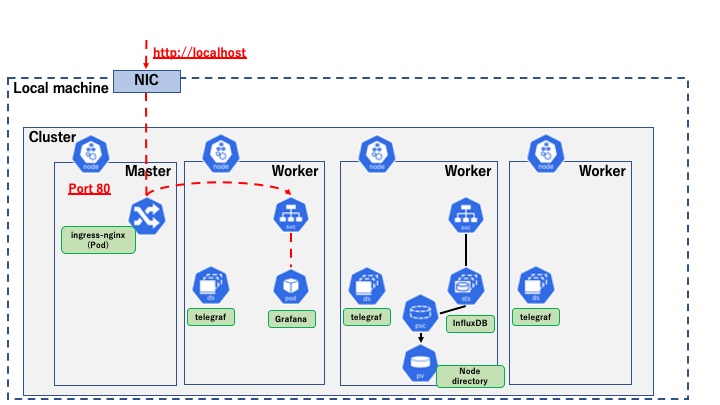 http://localhost
NIC
Local machine
Cluster
node
node
node
node
Master
Worker
Worker
Worker
Port 80
ingress-nginx
(Pod)
svc
svc
ds
pod
ds
sts
ds
telegraf
Grafana
telegraf
pvc
InfluxDB
telegraf
pv
Node
directory